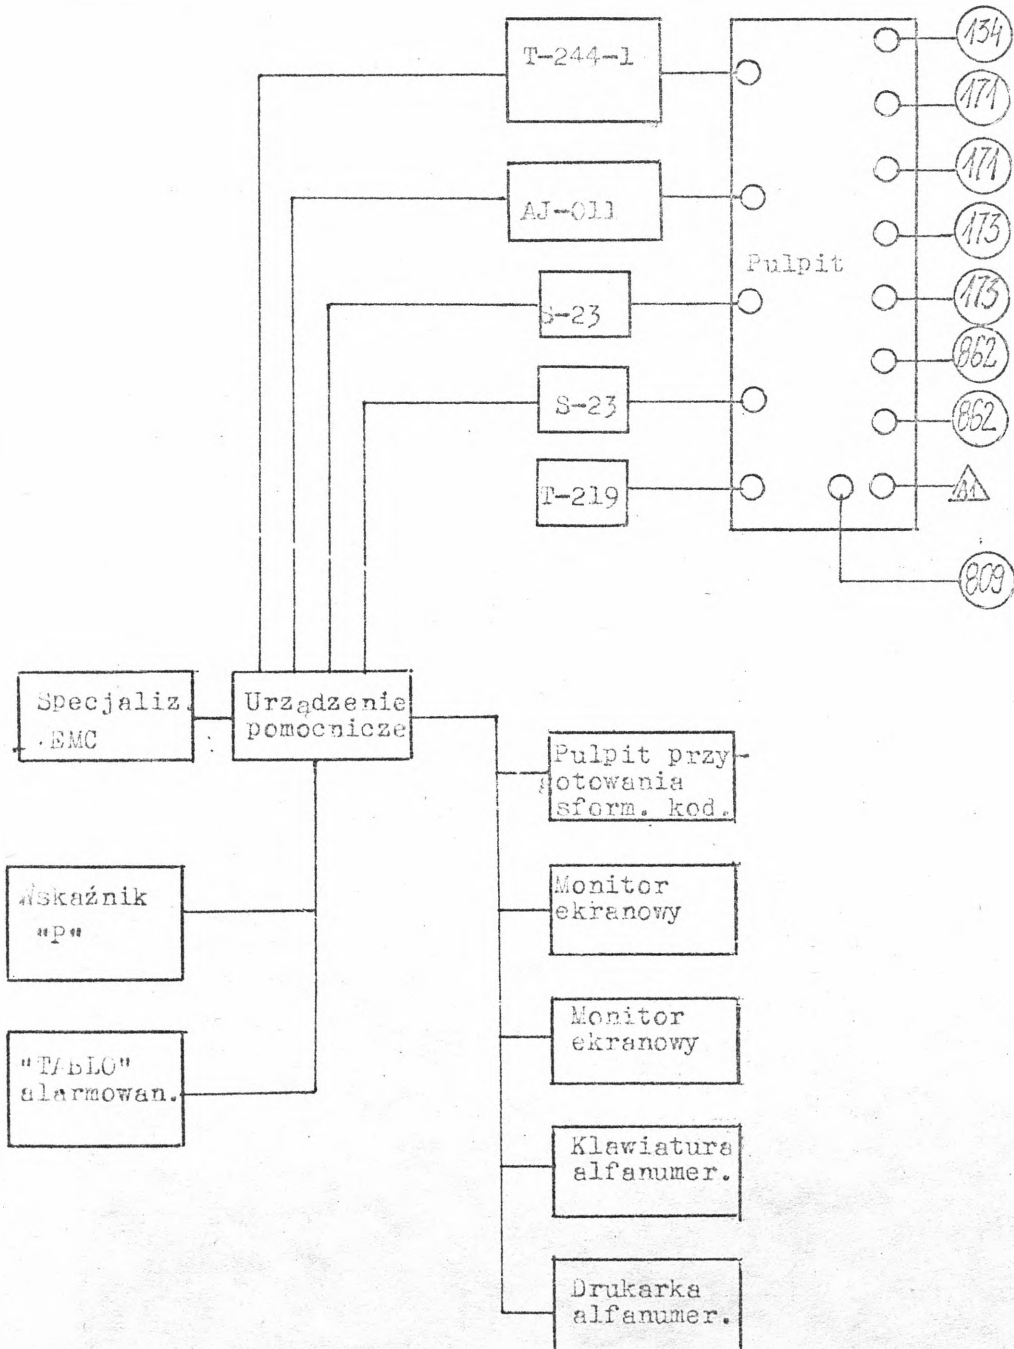 T-244-1
134
171
171
AJ-011
173
Pulpit
173
S-23
862
S-23
862
T-219
A1
809
Specjaliz.
EMC
Urządzenie
pomocnicze
Pulpit przy-
gotowania
sform. kod.
Wskaźnik
"P"
Monitor
ekranowy
Monitor
ekranowy
"TABLO"
alarmowan.
Klawiatura
alfanumer.
Drukarka
alfanumer.